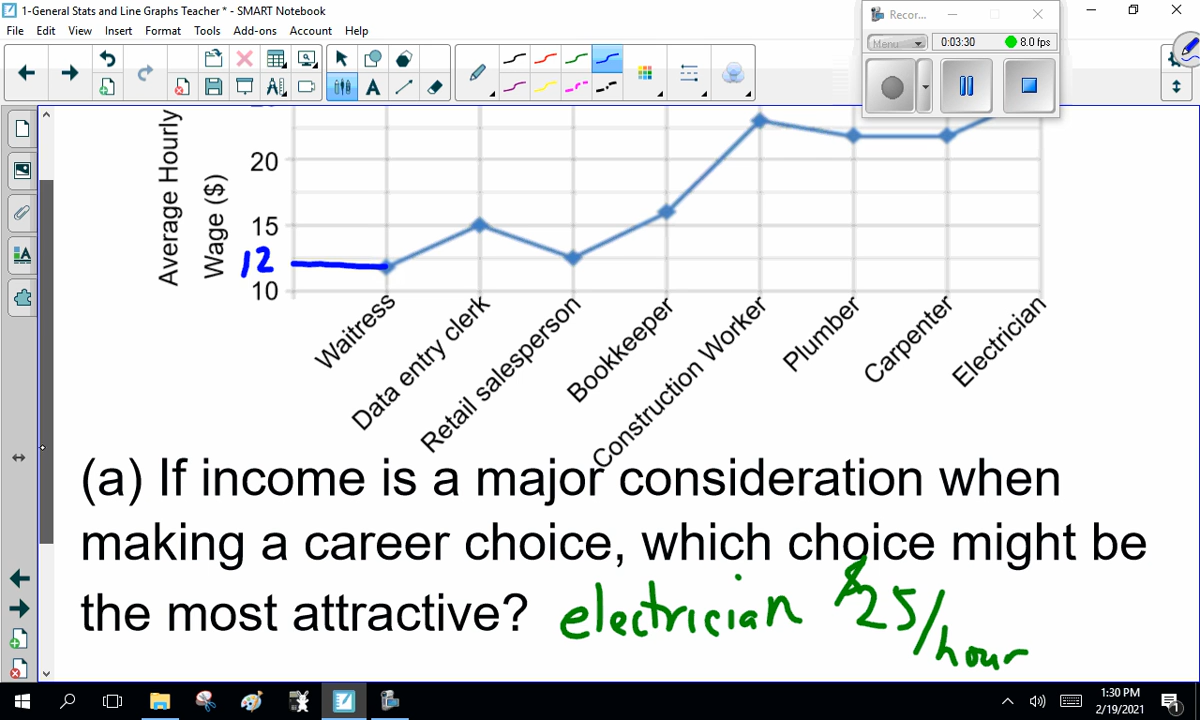 1-General Stats and Line Graphs Teacher * - SMART Notebook
Recor...
File Edit View Insert Format Tools Add-ons Account Help
Menu
0:03:30
8.0 fps
Average Hourly
Wage ($)
20
15
12
10
Waitress
Data entry clerk
Retail salesperson
Bookkeeper
Construction Worker
Plumber
Carpenter
Electrician
(a) If income is a major consideration when
making a career choice, which choice might be
the most attractive? electrician $25/hour
1:30 PM
2/19/2021
1